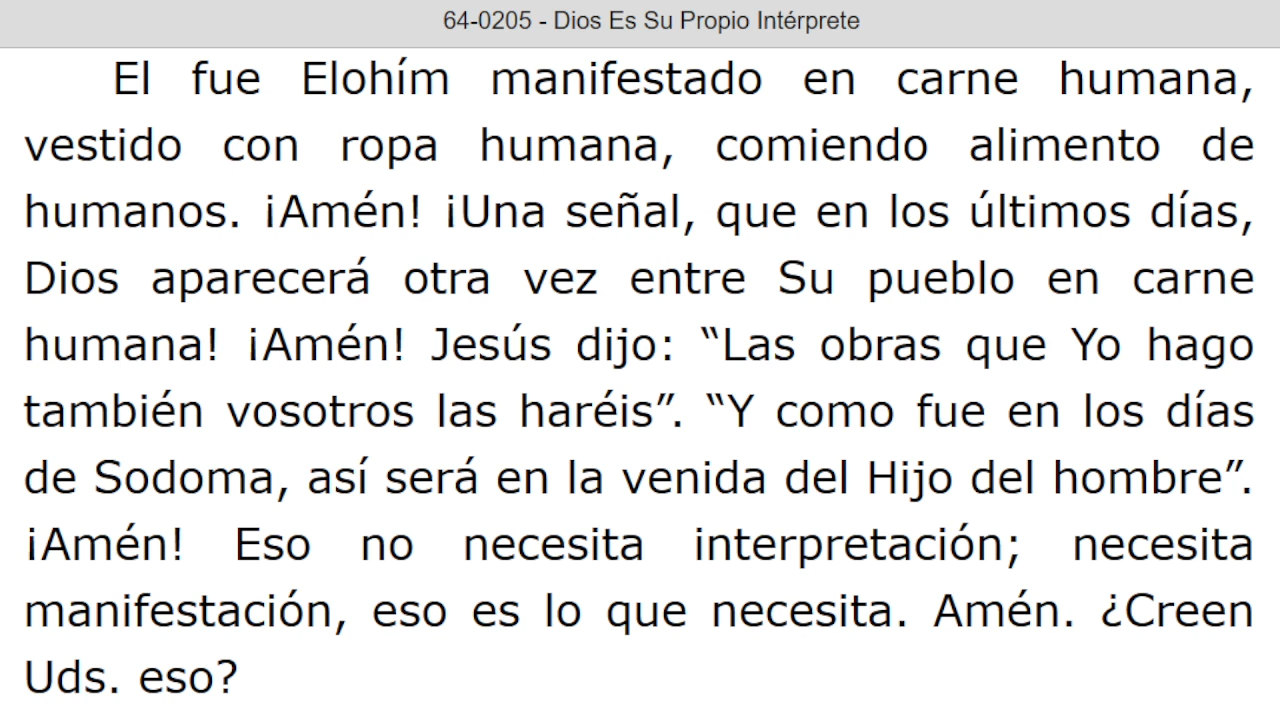 64-0205 - Dios Es Su Propio Intérprete
El fue Elohím manifestado en carne humana,
vestido con ropa humana, comiendo alimento de
humanos. ¡Amén! ¡Una señal, que en los últimos días,
Dios aparecerá otra vez entre Su pueblo en carne
humana! ¡Amén! Jesús dijo: “Las obras que Yo hago
también vosotros las haréis”. “Y como fue en los días
de Sodoma, así será en la venida del Hijo del hombre”.
¡Amén! Eso no necesita interpretación; necesita
manifestación, eso es lo que necesita. Amén. ¿Creen
Uds. eso?